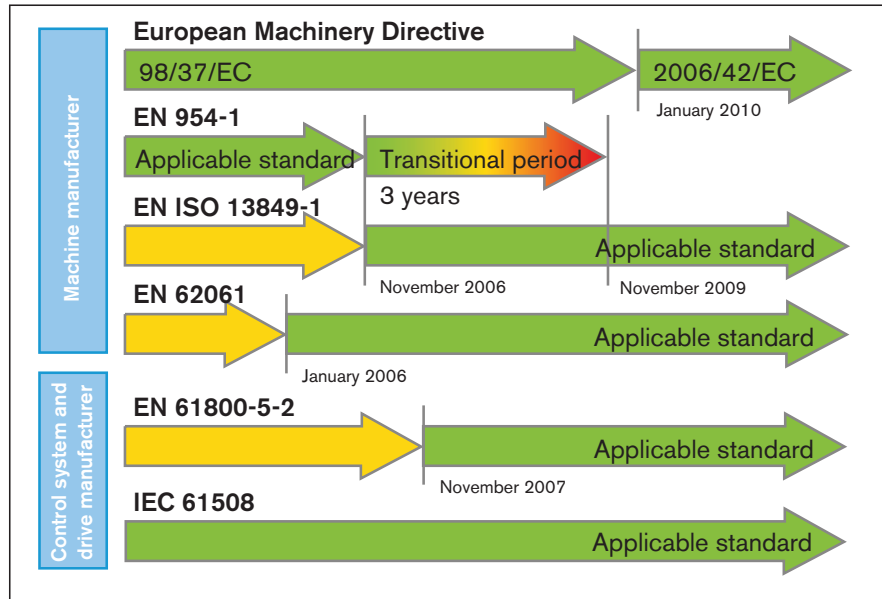 Machine manufacturer
European Machinery Directive
98/37/EC
2006/42/EC
January 2010
EN 954-1
Applicable standard
Transitional period
3 years
EN ISO 13849-1
Applicable standard
November 2006
November 2009
EN 62061
Applicable standard
January 2006
Control system and
drive manufacturer
EN 61800-5-2
Applicable standard
November 2007
IEC 61508
Applicable standard